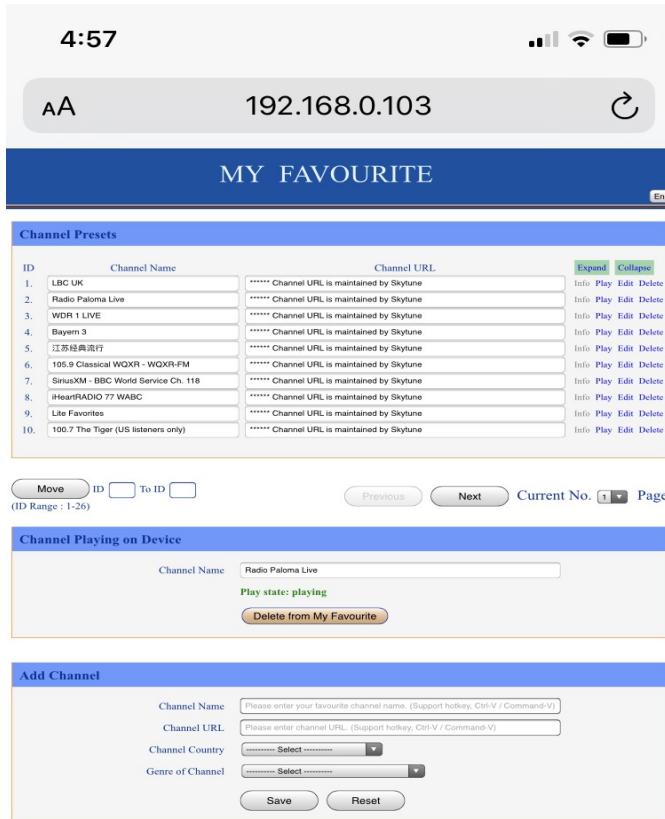 4:57
AA 192.168.0.103
MY FAVOURITE
En
Channel Presets
ID Channel Name Channel URL Expand Collapse
1. LBC UK ****** Channel URL is maintained by Skytune Info Play Edit Delete
2. Radio Paloma Live ****** Channel URL is maintained by Skytune Info Play Edit Delete
3. WDR 1 LIVE ****** Channel URL is maintained by Skytune Info Play Edit Delete
4. Bayern 3 ****** Channel URL is maintained by Skytune Info Play Edit Delete
5. 江苏经典流行 ****** Channel URL is maintained by Skytune Info Play Edit Delete
6. 105.9 Classical WQXR - WQXR-FM ****** Channel URL is maintained by Skytune Info Play Edit Delete
7. SiriusXM - BBC World Service Ch. 118 ****** Channel URL is maintained by Skytune Info Play Edit Delete
8. iHeartRADIO 77 WABC ****** Channel URL is maintained by Skytune Info Play Edit Delete
9. Lite Favorites ****** Channel URL is maintained by Skytune Info Play Edit Delete
10. 100.7 The Tiger (US listeners only) ****** Channel URL is maintained by Skytune Info Play Edit Delete
Move ID To ID Previous Next Current No. 1 Page
(ID Range : 1-26)
Channel Playing on Device
Channel Name Radio Paloma Live
Play state: playing
Delete from My Favourite
Add Channel
Channel Name Please enter your favourite channel name. (Support hotkey, Ctrl-V / Command-V)
Channel URL Please enter channel URL. (Support hotkey, Ctrl-V / Command-V)
Channel Country ---------- Select ----------
Genre of Channel ---------- Select ----------
Save Reset